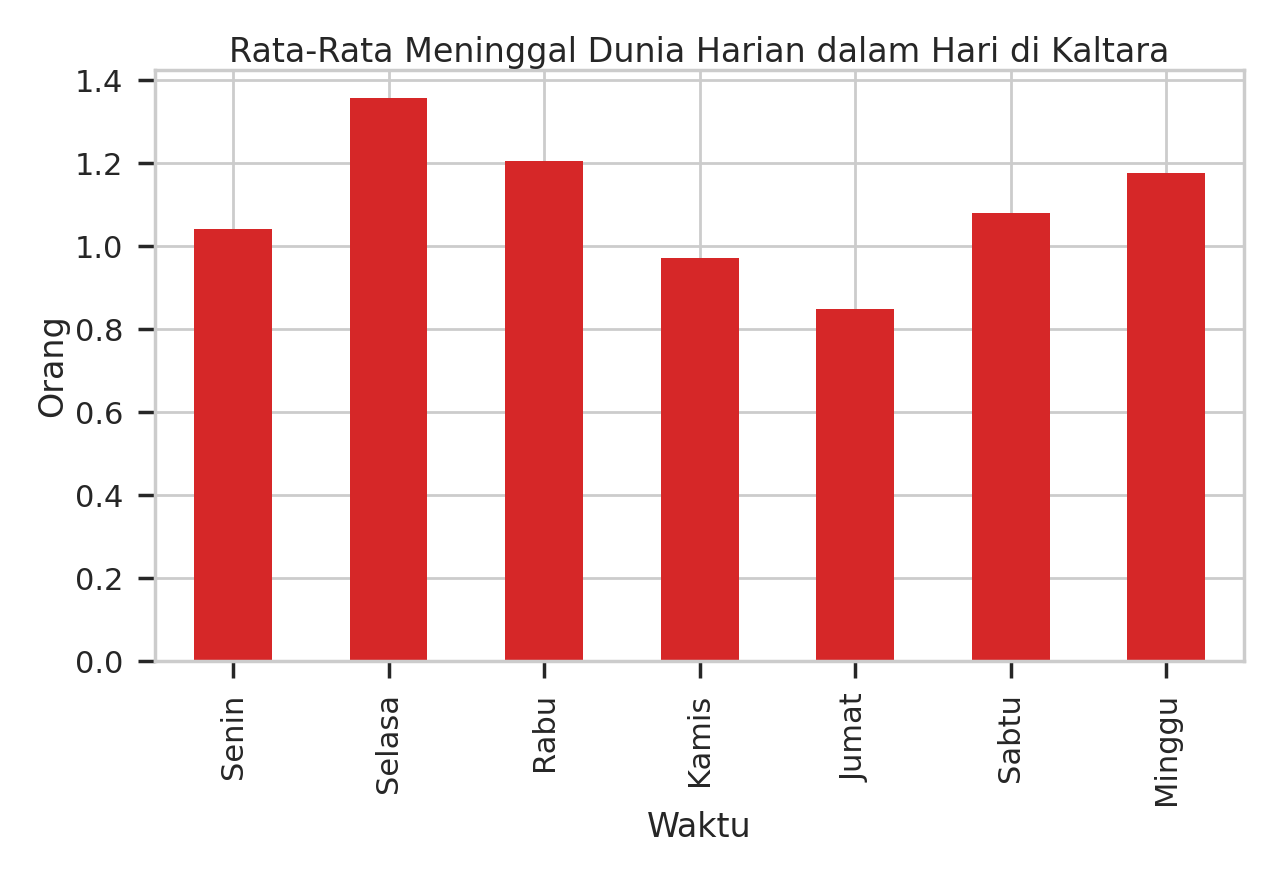 Rata-Rata Meninggal Dunia Harian dalam Hari di Kaltara
1.4
1.2
1.0
0.8
0.6
0.4
0.2
0.0
Orang
Senin
Selasa
Rabu
Kamis
Jumat
Sabtu
Minggu
Waktu